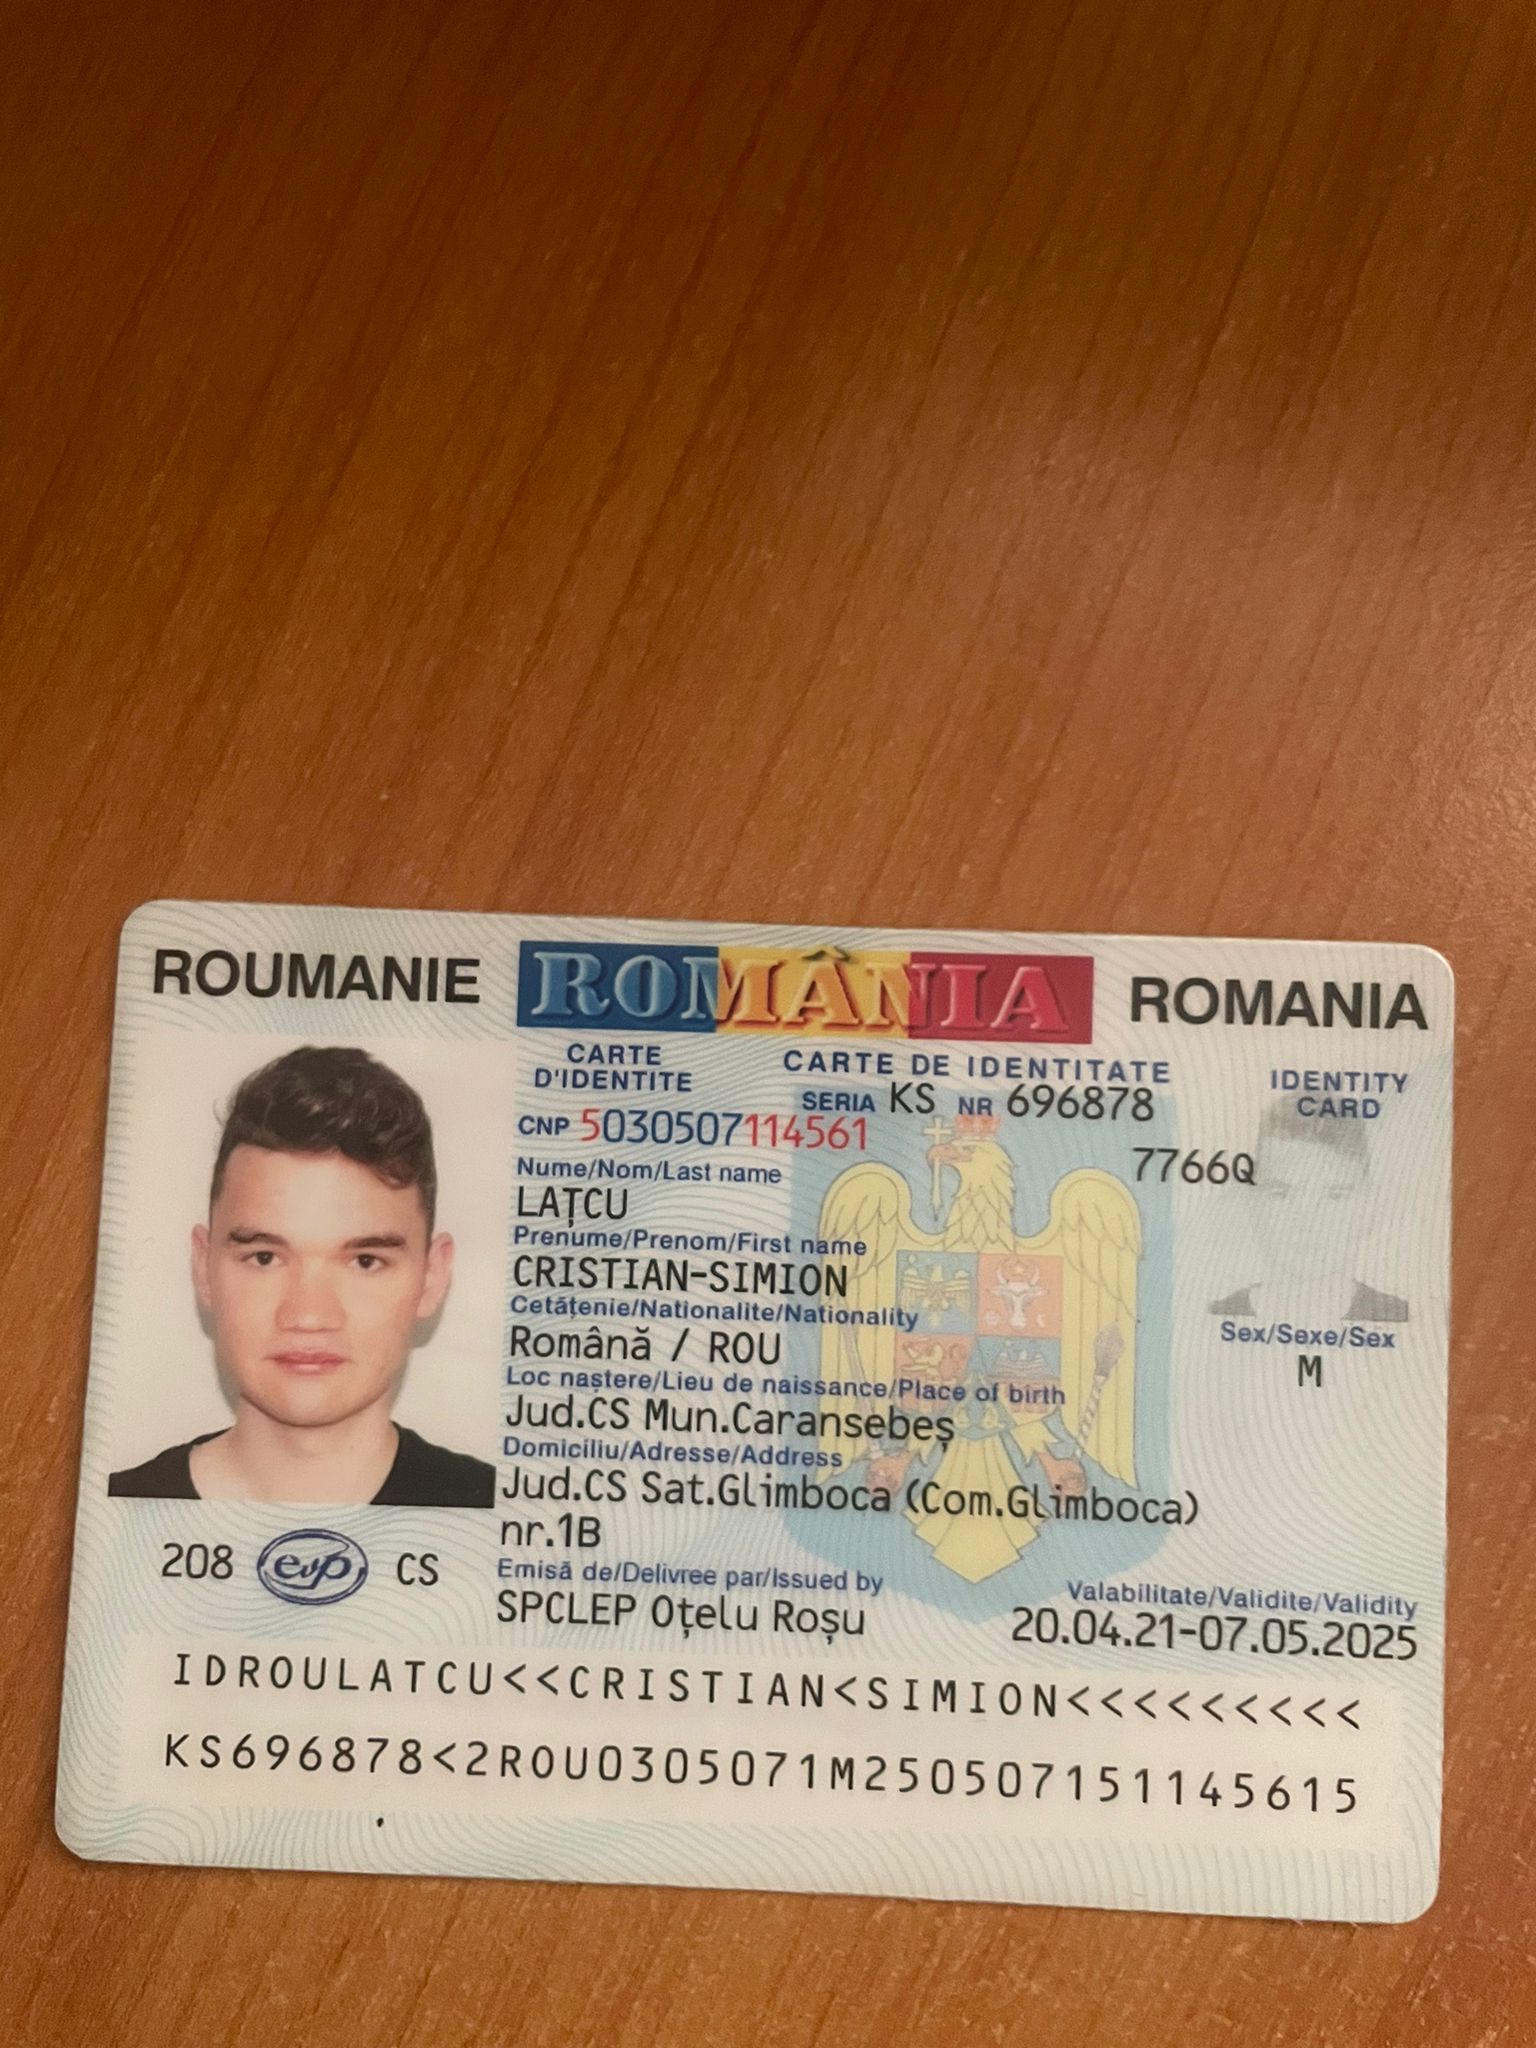 ROUMANIE ROMÂNIA ROMANIA
CARTE D'IDENTITE
CARTE DE IDENTITATE
IDENTITY CARD
SERIA KS NR 696878
CNP 5030507114561
7766Q
Nume/Nom/Last name
LAȚCU
Prenume/Prenom/First name
CRISTIAN-SIMION
Cetăţenie/Nationalite/Nationality
Română / ROU
Sex/Sexe/Sex
M
Loc naştere/Lieu de naissance/Place of birth
Jud.CS Mun.Caransebeș
Domiciliu/Adresse/Address
Jud.CS Sat.Glimboca (Com.Glimboca)
nr.1B
208 evp CS
Emisă de/Delivree par/Issued by
SPCLEP Oțelu Roșu
Valabilitate/Validite/Validity
20.04.21-07.05.2025
IDROULATCU<<CRISTIAN<SIMION<<<<<<<<<
KS696878<2ROU0305071M250507151145615